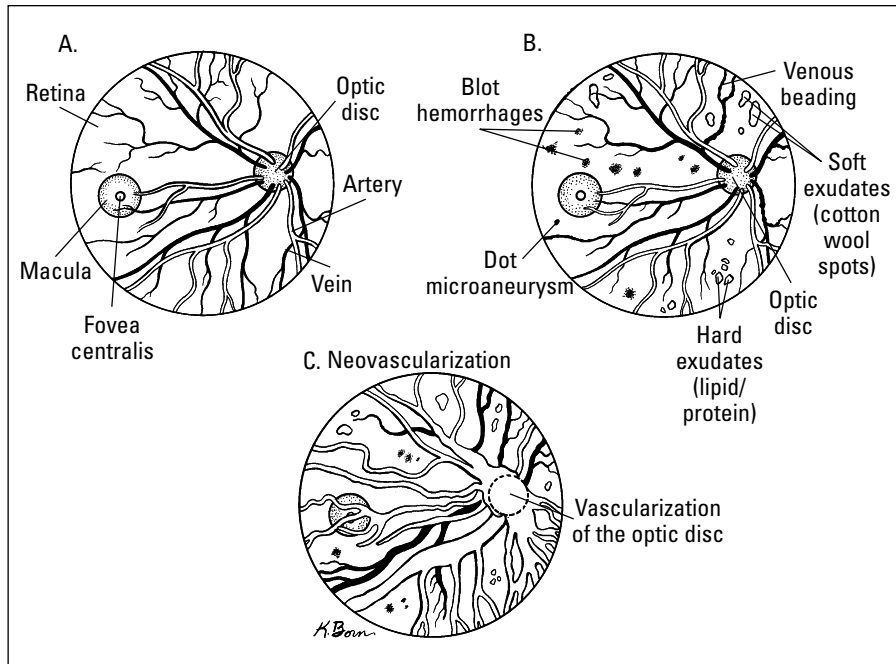 A.
Retina
Optic
disc
Artery
Macula
Vein
Fovea
centralis
B.
Blot
hemorrhages
Venous
beading
Soft
exudates
(cotton
wool
spots)
Dot
microaneurysm
Optic
disc
Hard
exudates
(lipid/
protein)
C. Neovascularization
Vascularization
of the optic disc
K. Born